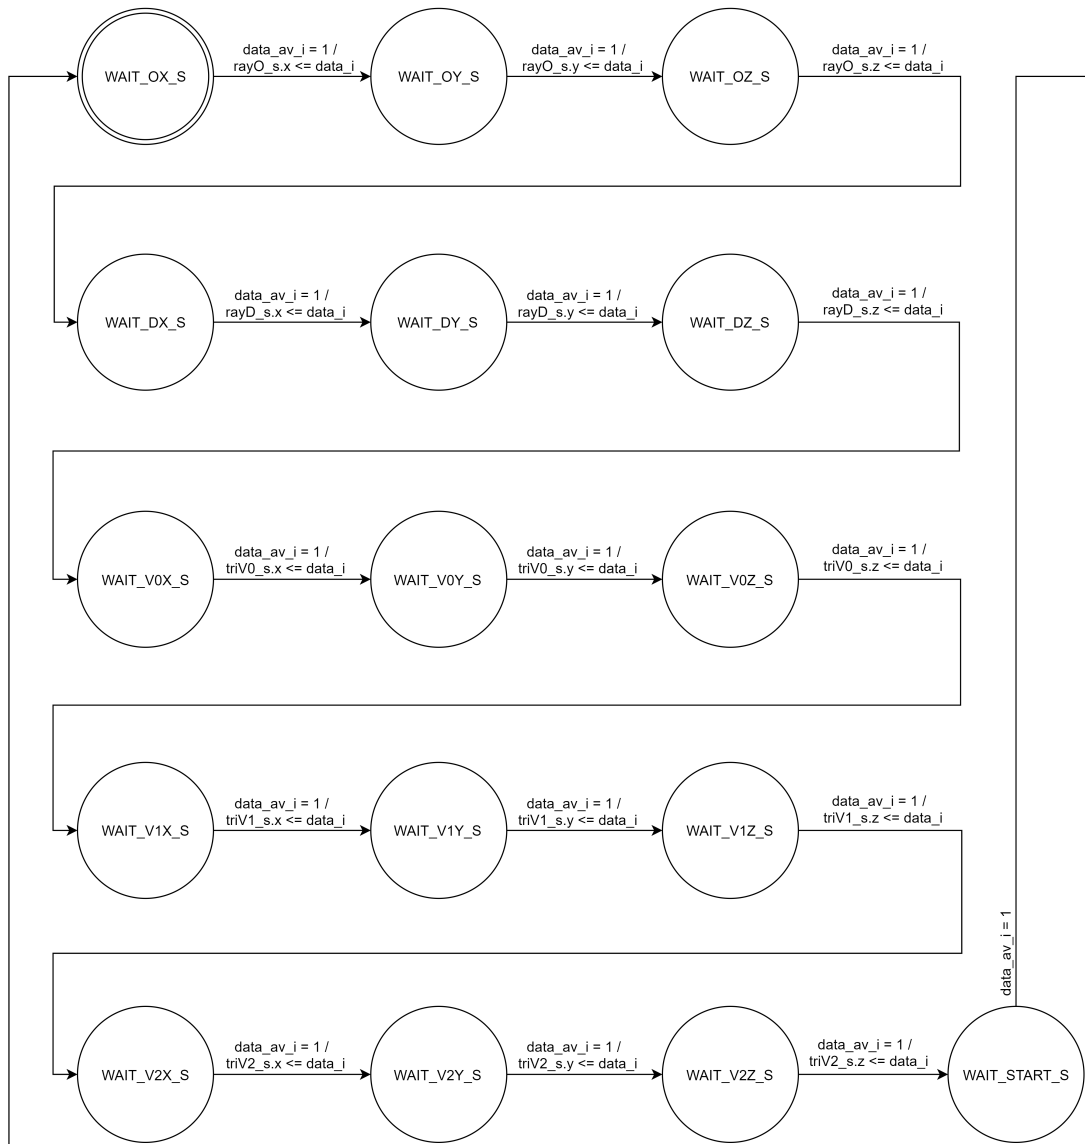 data_av_i = 1 /
rayO_s.x <= data_i
data_av_i = 1 /
rayO_s.y <= data_i
data_av_i = 1 /
rayO_s.z <= data_i
WAIT_OX_S
WAIT_OY_S
WAIT_OZ_S
data_av_i = 1 /
rayD_s.x <= data_i
data_av_i = 1 /
rayD_s.y <= data_i
data_av_i = 1 /
rayD_s.z <= data_i
WAIT_DX_S
WAIT_DY_S
WAIT_DZ_S
data_av_i = 1 /
triV0_s.x <= data_i
data_av_i = 1 /
triV0_s.y <= data_i
data_av_i = 1 /
triV0_s.z <= data_i
WAIT_V0X_S
WAIT_V0Y_S
WAIT_V0Z_S
data_av_i = 1 /
triV1_s.x <= data_i
data_av_i = 1 /
triV1_s.y <= data_i
data_av_i = 1 /
triV1_s.z <= data_i
WAIT_V1X_S
WAIT_V1Y_S
WAIT_V1Z_S
data_av_i = 1
data_av_i = 1 /
triV2_s.x <= data_i
data_av_i = 1 /
triV2_s.y <= data_i
data_av_i = 1 /
triV2_s.z <= data_i
WAIT_V2X_S
WAIT_V2Y_S
WAIT_V2Z_S
WAIT_START_S